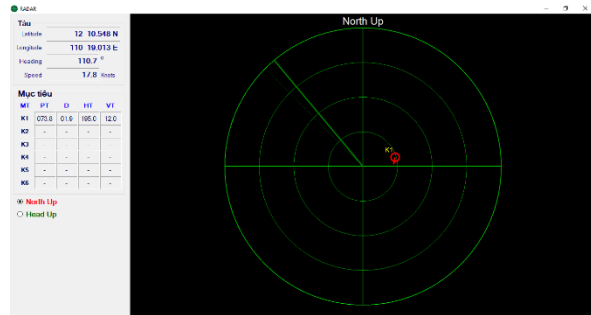 RADAR
Tàu
Latitude 12 10.548 N
Longitude 110 19.013 E
Heading 110.7 °
Speed 17.8 Knots
Mục tiêu
MT PT D HT VT
K1 073.8 01.9 195.0 12.0
K2 - - - -
K3 - - - -
K4 - - - -
K5 - - - -
K6 - - - -
North Up
Head Up
North Up
K1